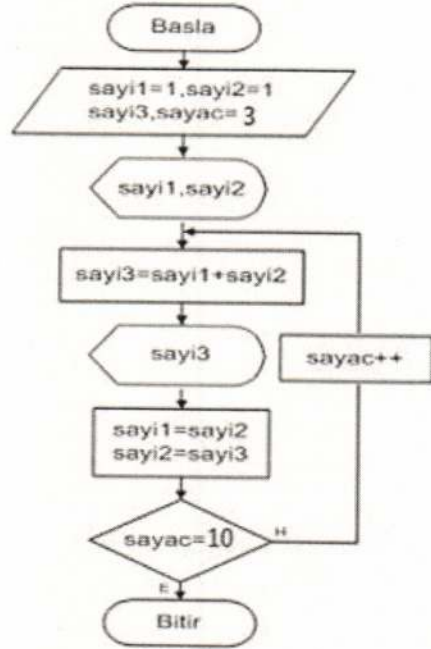 Basla
sayi1=1,sayi2=1
sayi3,sayac=3
sayi1,sayi2
sayi3=sayi1+sayi2
sayi3
sayac++
sayi1=sayi2
sayi2=sayi3
sayac=10
H
E
Bitir